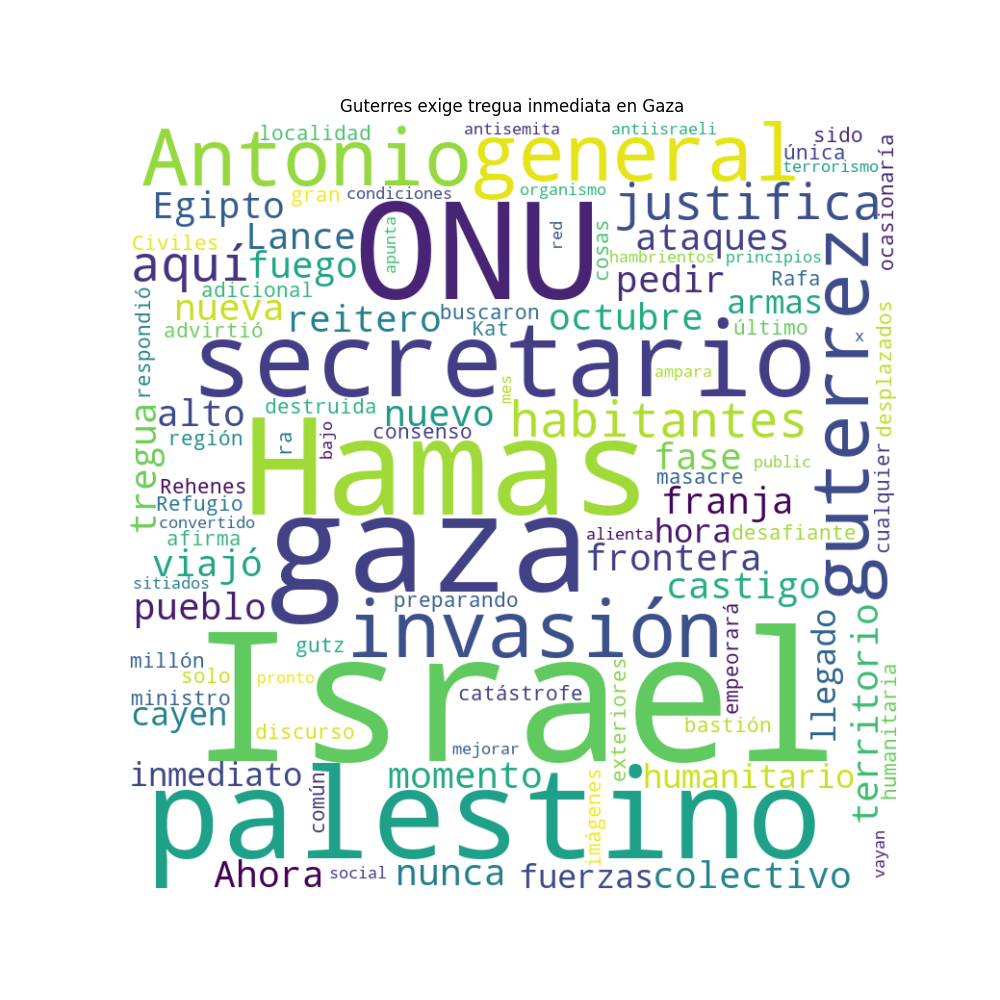 Guterres exige tregua inmediata en Gaza
Antonio
localidad
antisemita
general
antiisraeli
sido
única
terrorismo
ocasionaría
gran
condiciones
organismo
Egipto
ONU
justifica
Civiles
Lance
apunta
red
cosas
ataques
aquí
fuego
hambrientos
principios
guterrez
adicional
pedir
Rafa
nueva
reitero
buscaron
octubre
armas
respondió
advirtió
Kat
último
x
desplazados
secretario
ampara
mes
tregua
alto
destruida
nuevo
habitantes
región
ra
bajo
consenso
Hamas
fase
public
cualquier
masacre
Rehenes
Refugio
franja
convertido
gaza
alienta
hora
desafiante
afirma
viajó
frontera
sitiados
castigo
pueblo
preparando
invasión
empeorará
llegado
territorio
gutz
Israel
millón
solo
pronto
exteriores
humanitaria
ministro
catástrofe
cayen
bastión
discurso
mejorar
inmediato
común
momento
imágenes
humanitario
palestino
vayan
Ahora
social
nunca
fuerzas
colectivo